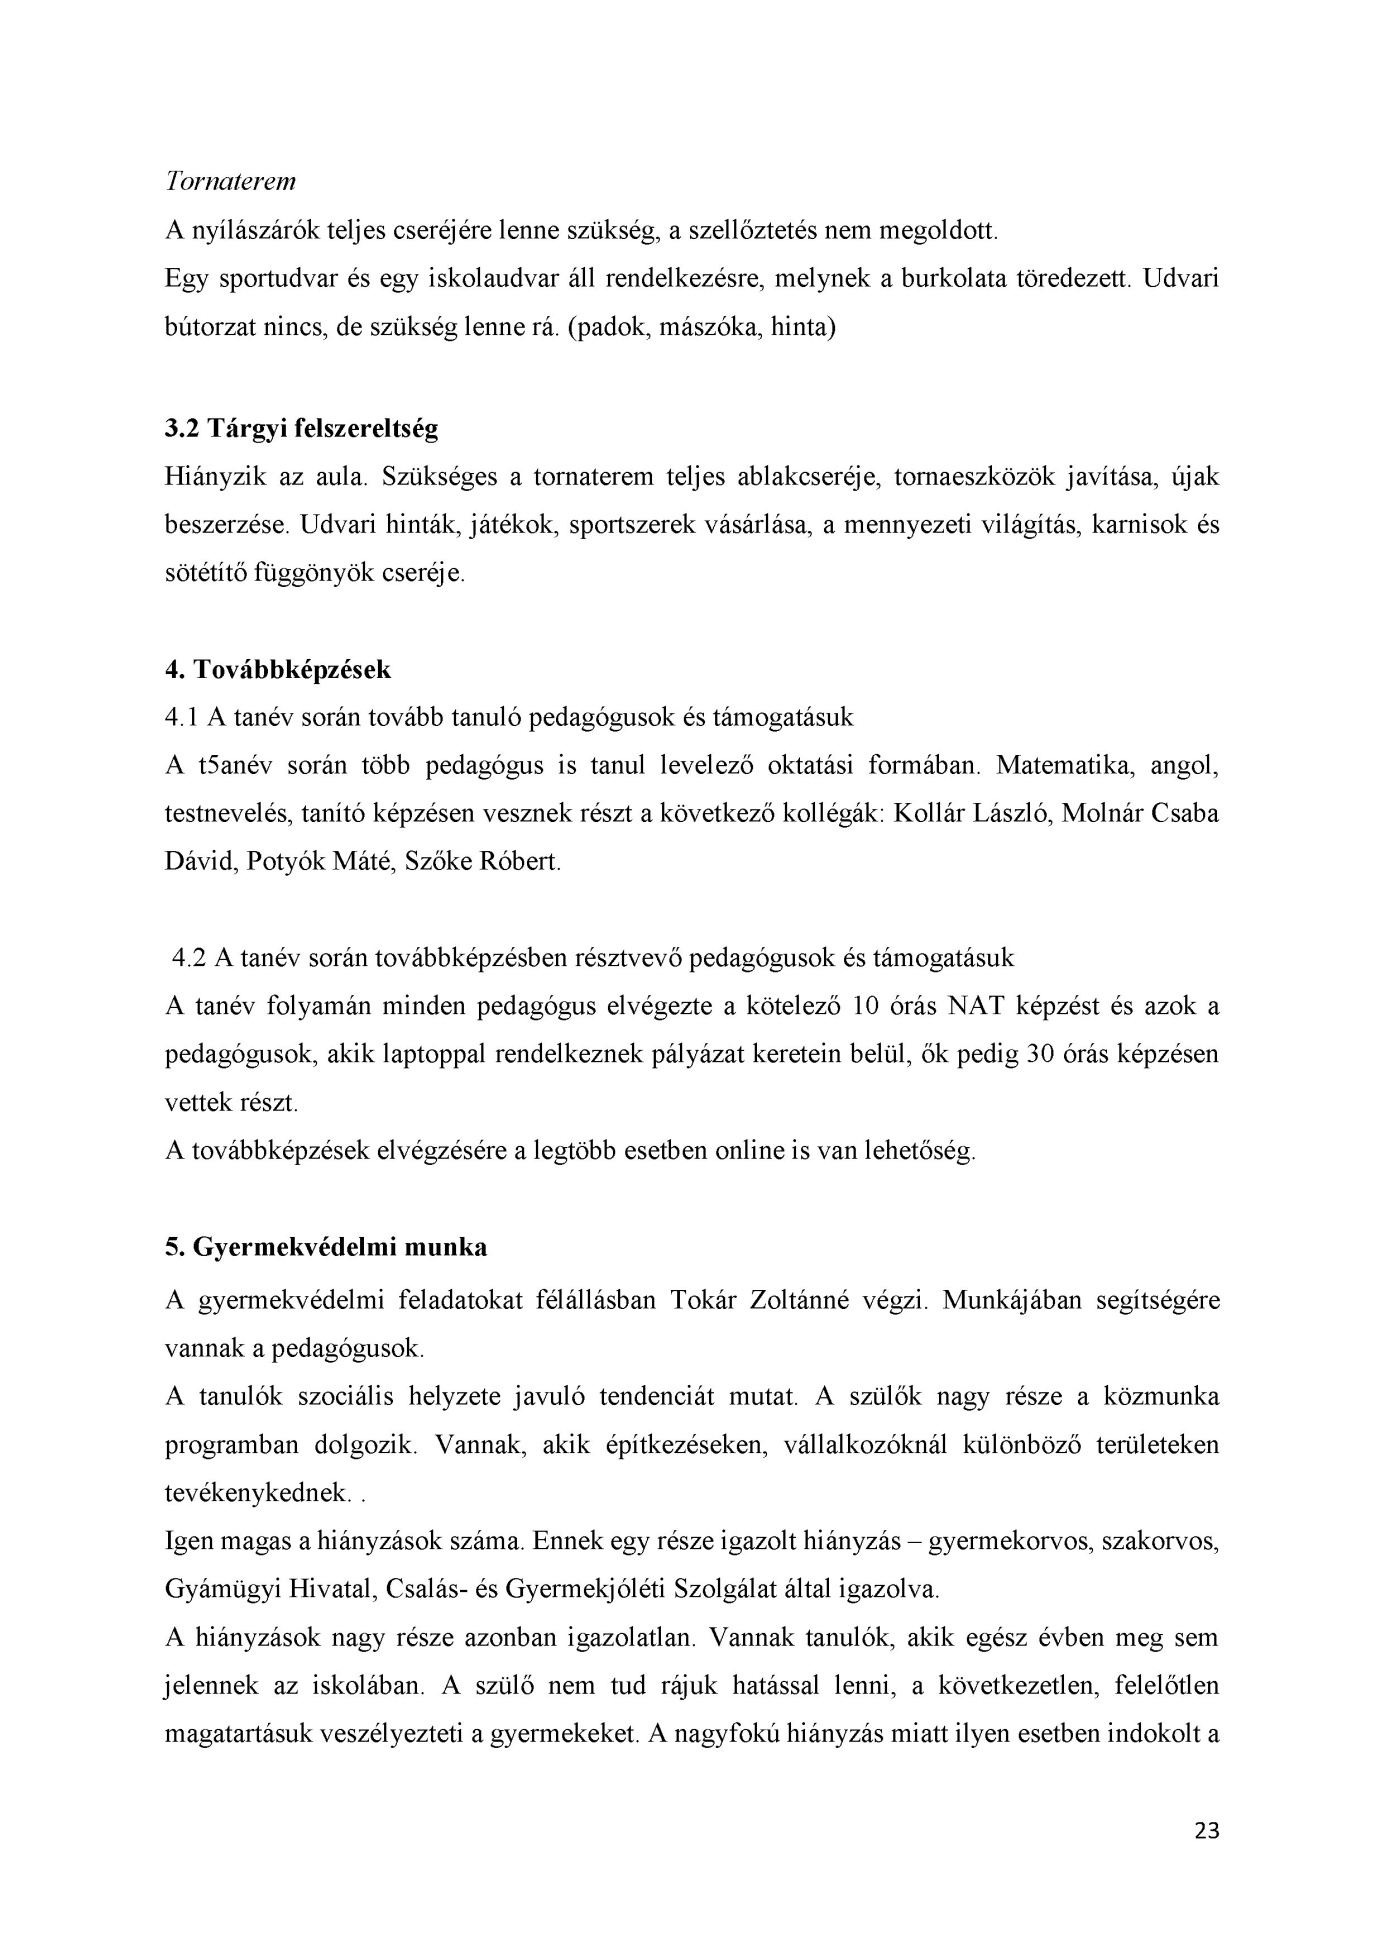 Tornaterem
A nyílászárók teljes cseréjére lenne szükség, a szellőztetés nem megoldott.
Egy sportudvar és egy iskolaudvar áll rendelkezésre, melynek a burkolata töredezett. Udvari
bútorzat nincs, de szükség lenne rá. (padok, mászóka, hinta)
3.2 Tárgyi felszereltség
Hiányzik az aula. Szükséges a tornaterem teljes ablakcseréje, tornaeszközök javítása, újak
beszerzése. Udvari hinták, játékok, sportszerek vásárlása, a mennyezeti világítás, karnisok és
sötétítő függönyök cseréje.
4. Továbbképzések
4.1 A tanév során tovább tanuló pedagógusok és támogatásuk
A t5anév során több pedagógus is tanul levelező oktatási formában. Matematika, angol,
testnevelés, tanító képzésen vesznek részt a következő kollégák: Kollár László, Molnár Csaba
Dávid, Potyók Máté, Szőke Róbert.
4.2 A tanév során továbbképzésben résztvevő pedagógusok és támogatásuk
A tanév folyamán minden pedagógus elvégezte a kötelező 10 órás NAT képzést és azok a
pedagógusok, akik laptoppal rendelkeznek pályázat keretein belül, ők pedig 30 órás képzésen
vettek részt.
A továbbképzések elvégzésére a legtöbb esetben online is van lehetőség.
5. Gyermekvédelmi munka
A gyermekvédelmi feladatokat félállásban Tokár Zoltánné végzi. Munkájában segítségére
vannak a pedagógusok.
A tanulók szociális helyzete javuló tendenciát mutat. A szülők nagy része a közmunka
programban dolgozik. Vannak, akik építkezéseken, vállalkozóknál különböző területeken
tevékenykednek. .
Igen magas a hiányzások száma. Ennek egy része igazolt hiányzás – gyermekorvos, szakorvos,
Gyámügyi Hivatal, Csalás- és Gyermekjóléti Szolgálat által igazolva.
A hiányzások nagy része azonban igazolatlan. Vannak tanulók, akik egész évben meg sem
jelennek az iskolában. A szülő nem tud rájuk hatással lenni, a következetlen, felelőtlen
magatartásuk veszélyezteti a gyermekeket. A nagyfokú hiányzás miatt ilyen esetben indokolt a
23